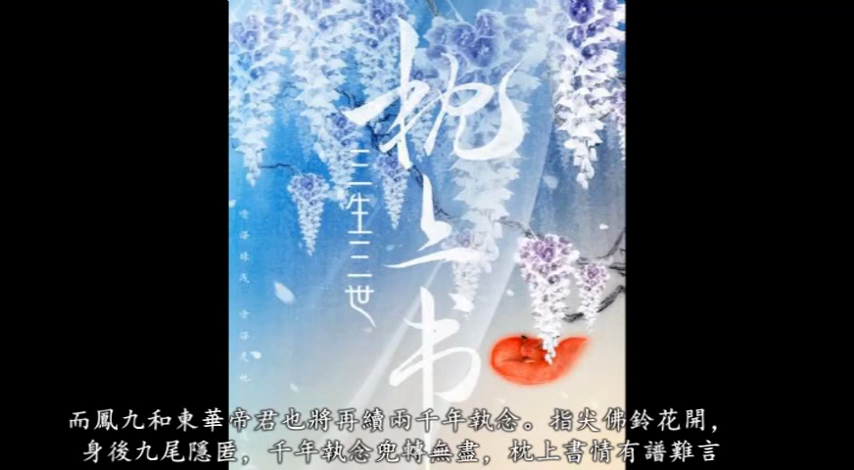 枕上书
三生三世
而鳳九和東華帝君也將再續兩千年執念。指尖佛鈴花開,
身後九尾隱匿, 千年執念兜轉無盡, 枕上書情有譜難言